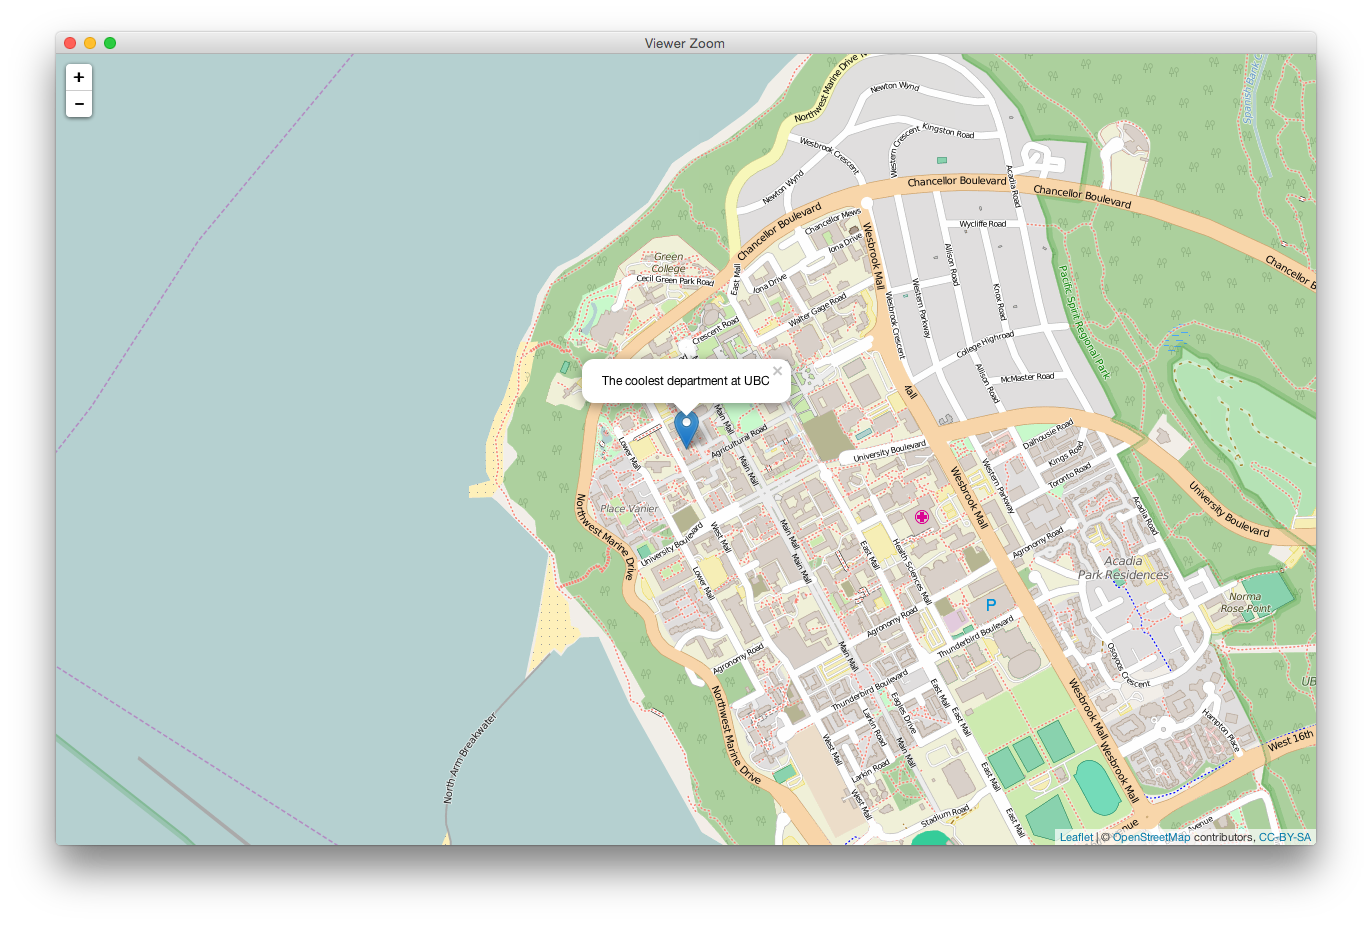 Viewer Zoom
+
−
Northwest Marine Drive
Newton Wynd
Kingston Road
Western Crescent
Wesbrook Crescent
Newton Wynd
Acadia Road
Spanish Bank
Chancellor Boulevard
Chancellor Boulevard
Chancellor Boulevard
Chancellor Mews
Iona Drive
Wycliffe Road
Wesbrook Mall
Allison Road
Chancellor B
Green
College
Cecil Green Park Road
East Mall
Iona Drive
Walter Gage Road
Western Parkway
Knox Road
Pacific Spirit Regional Park
Wesbrook Crescent
Crescent Road
College Highroad
Allison Road
McMaster Road
The coolest department at UBC
×
Mall
Main Mall
Agricultural Road
Lower Mall
Main Mall
University Boulevard
Dalhousie Road
Kings Road
Toronto Road
Western Parkway
Wesbrook Mall
University Boulevard
Acadia Road
Northwest Marine Drive
Place Vanier
University Boulevard
West Mall
Main Mall
East Mall
Health Sciences Mall
Agronomy Road
Acadia
Park Residences
Lower Mall
Main Mall
P
Norma
Rose Point
Agronomy Road
Thunderbird Boulevard
Agronomy Road
Main Mall
Osoyoos Crescent
UB
Thunderbird Boulevard
East Mall
East Mall
Eagles Drive
Larkin Road
Main Mall
Northwest Marine Drive
North Arm Breakwater
West Mall
Larkin Road
West Mall
East Mall
Wesbrook Mall
Wesbrook Mall
Hampton Place
West 16th
Stadium Road
East Mall
nue
Avenue
Leaflet | © OpenStreetMap contributors, CC-BY-SA